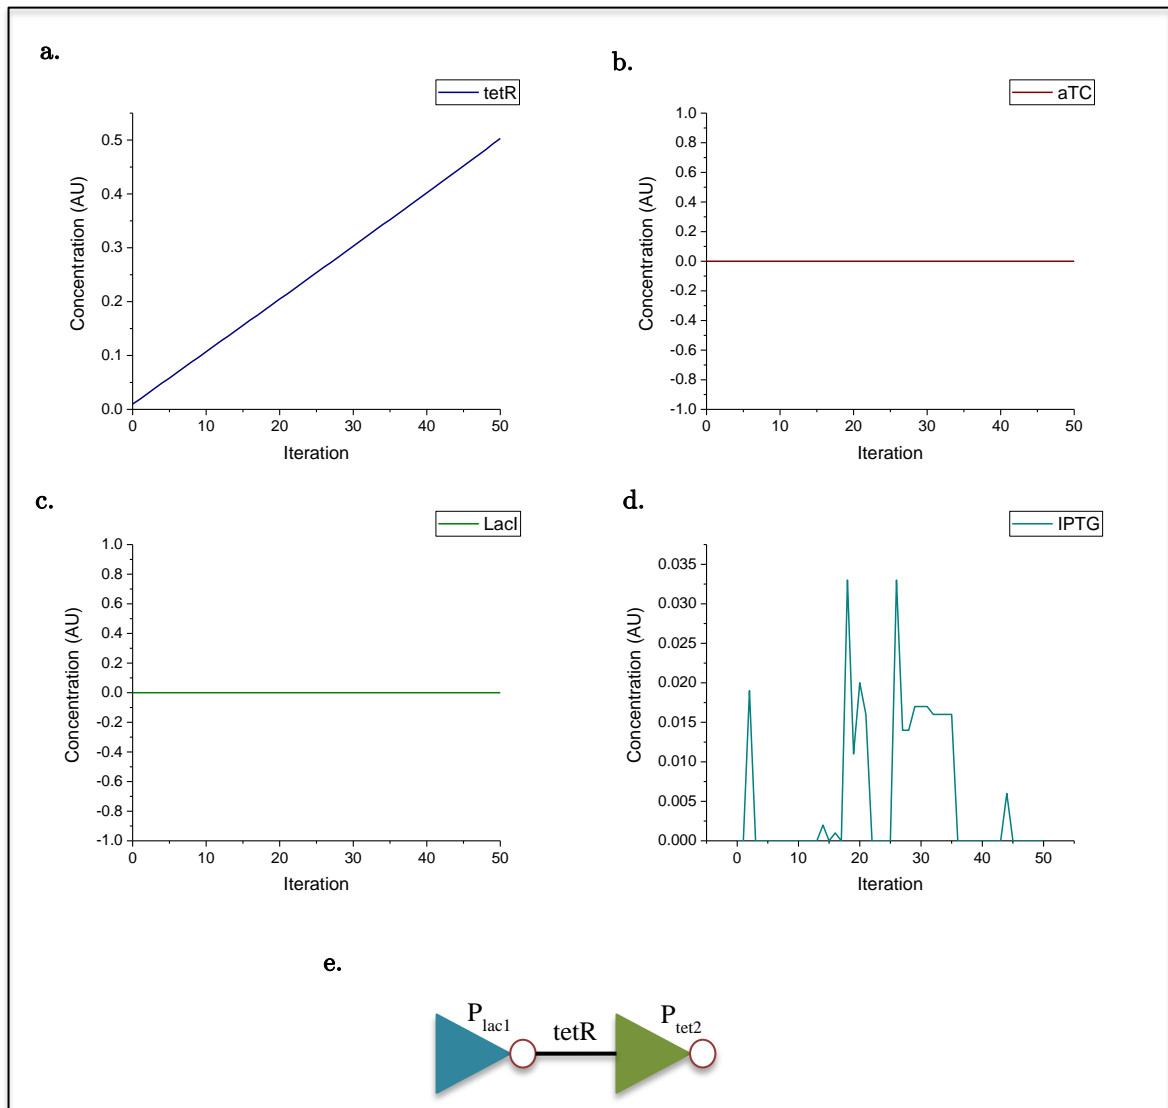 a.
tetR
Concentration (AU)
0.5
0.4
0.3
0.2
0.1
0.0
0 10 20 30 40 50
Iteration
b.
aTC
Concentration (AU)
1.0
0.8
0.6
0.4
0.2
0.0
-0.2
-0.4
-0.6
-0.8
-1.0
0 10 20 30 40 50
Iteration
c.
LacI
Concentration (AU)
1.0
0.8
0.6
0.4
0.2
0.0
-0.2
-0.4
-0.6
-0.8
-1.0
0 10 20 30 40 50
Iteration
d.
IPTG
Concentration (AU)
0.035
0.030
0.025
0.020
0.015
0.010
0.005
0.000
0 10 20 30 40 50
Iteration
e.
Plac1 tetR Ptet2